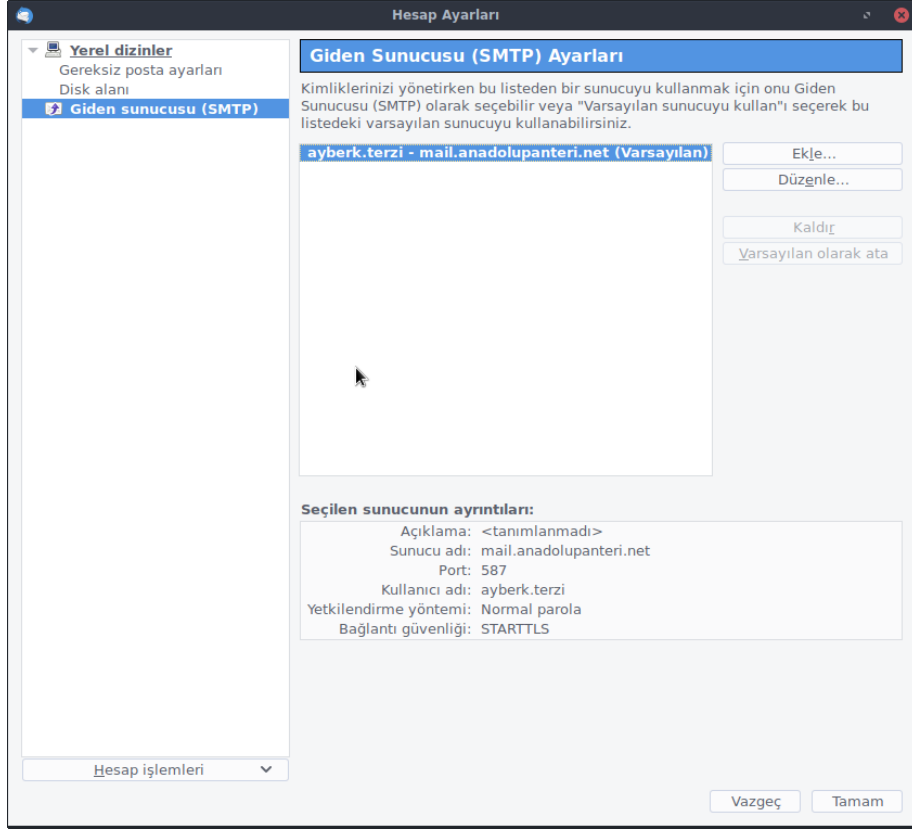 Hesap Ayarları
Yerel dizinler
Gereksiz posta ayarları
Disk alanı
Giden sunucusu (SMTP)
Hesap işlemleri
Giden Sunucusu (SMTP) Ayarları
Kimliklerinizi yönetirken bu listeden bir sunucuyu kullanmak için onu Giden
Sunucusu (SMTP) olarak seçebilir veya "Varsayılan sunucuyu kullan"ı seçerek bu
listedeki varsayılan sunucuyu kullanabilirsiniz.
ayberk.terzi - mail.anadolupanteri.net (Varsayılan)
Ekle...
Düzenle...
Kaldır
Varsayılan olarak ata
Seçilen sunucunun ayrıntıları:
Açıklama: <tanımlanmadı>
Sunucu adı: mail.anadolupanteri.net
Port: 587
Kullanıcı adı: ayberk.terzi
Yetkilendirme yöntemi: Normal parola
Bağlantı güvenliği: STARTTLS
Vazgeç
Tamam